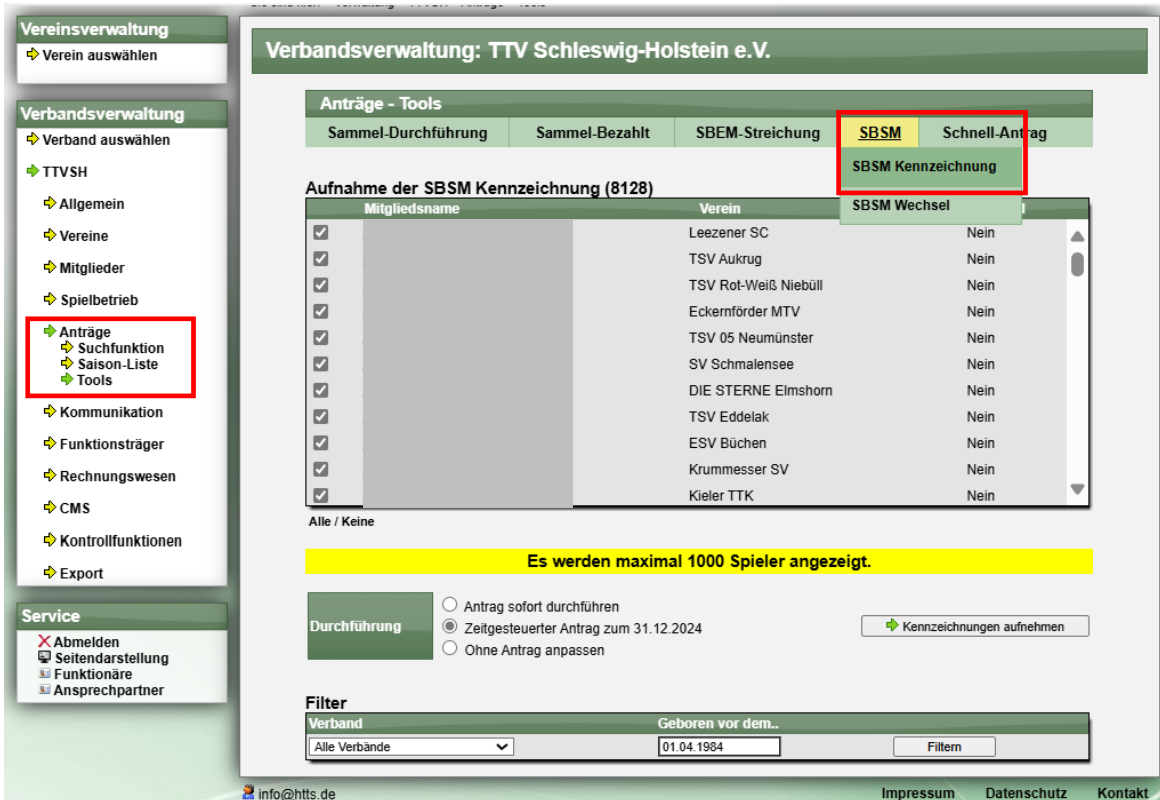 Vereinsverwaltung
Verein auswählen
Verbandsverwaltung
Verband auswählen
TTVSH
Allgemein
Vereine
Mitglieder
Spielbetrieb
Anträge
Suchfunktion
Saison-Liste
Tools
Kommunikation
Funktionsträger
Rechnungswesen
CMS
Kontrollfunktionen
Export
Service
Abmelden
Seitendarstellung
Funktionäre
Ansprechpartner
Verbandsverwaltung: TTV Schleswig-Holstein e.V.
Anträge - Tools
Sammel-Durchführung Sammel-Bezahlt SBEM-Streichung SBSM Schnell-Antrag
SBSM Kennzeichnung
SBSM Wechsel
Aufnahme der SBSM Kennzeichnung (8128)
Mitgliedsname Verein
Leezener SC Nein
TSV Aukrug Nein
TSV Rot-Weiß Niebüll Nein
Eckernförder MTV Nein
TSV 05 Neumünster Nein
SV Schmalensee Nein
DIE STERNE Elmshorn Nein
TSV Eddelak Nein
ESV Büchen Nein
Krummesser SV Nein
Kieler TTK Nein
Alle / Keine
Es werden maximal 1000 Spieler angezeigt.
Durchführung
Antrag sofort durchführen
Zeitgesteuerter Antrag zum 31.12.2024
Ohne Antrag anpassen
Kennzeichnungen aufnehmen
Filter
Verband Geboren vor dem..
Alle Verbände 01.04.1984 Filtern
info@htts.de Impressum Datenschutz Kontakt